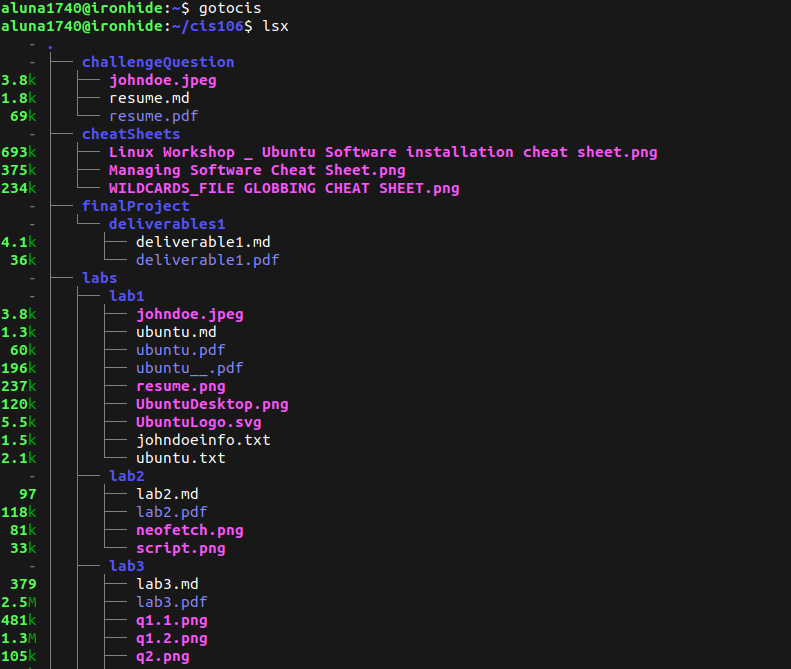 aluna1740@ironhide:~$ gotocis
aluna1740@ironhide:~/cis106$ lsx
- .
- challengeQuestion
3.8k johndoe.jpeg
1.8k resume.md
69k resume.pdf
- cheatSheets
693k Linux Workshop _ Ubuntu Software installation cheat sheet.png
375k Managing Software Cheat Sheet.png
234k WILDCARDS_FILE GLOBBING CHEAT SHEET.png
- finalProject
- deliverables1
4.1k deliverable1.md
36k deliverable1.pdf
- labs
- lab1
3.8k johndoe.jpeg
1.3k ubuntu.md
60k ubuntu.pdf
196k ubuntu__.pdf
237k resume.png
120k UbuntuDesktop.png
5.5k UbuntuLogo.svg
1.5k johndoeinfo.txt
2.1k ubuntu.txt
- lab2
97 lab2.md
118k lab2.pdf
81k neofetch.png
33k script.png
- lab3
379 lab3.md
2.5M lab3.pdf
481k q1.1.png
1.3M q1.2.png
105k q2.png